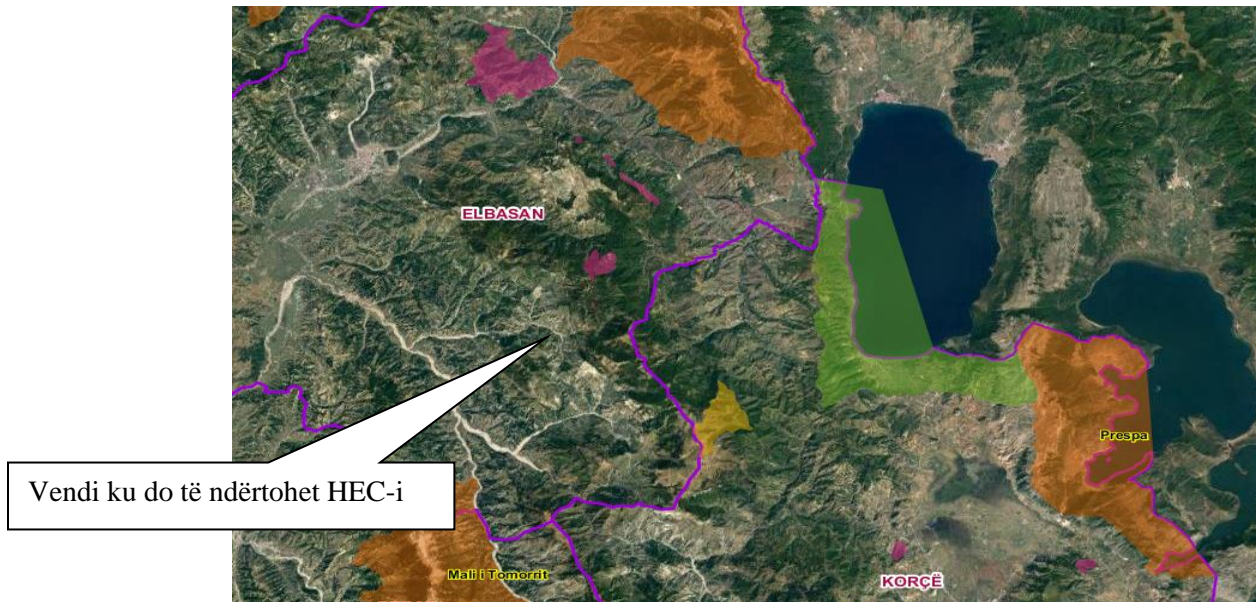 ELBASAN
Prespa
Vendi ku do të ndërtohet HEC-i
Mali i Tomorrit
KORÇË